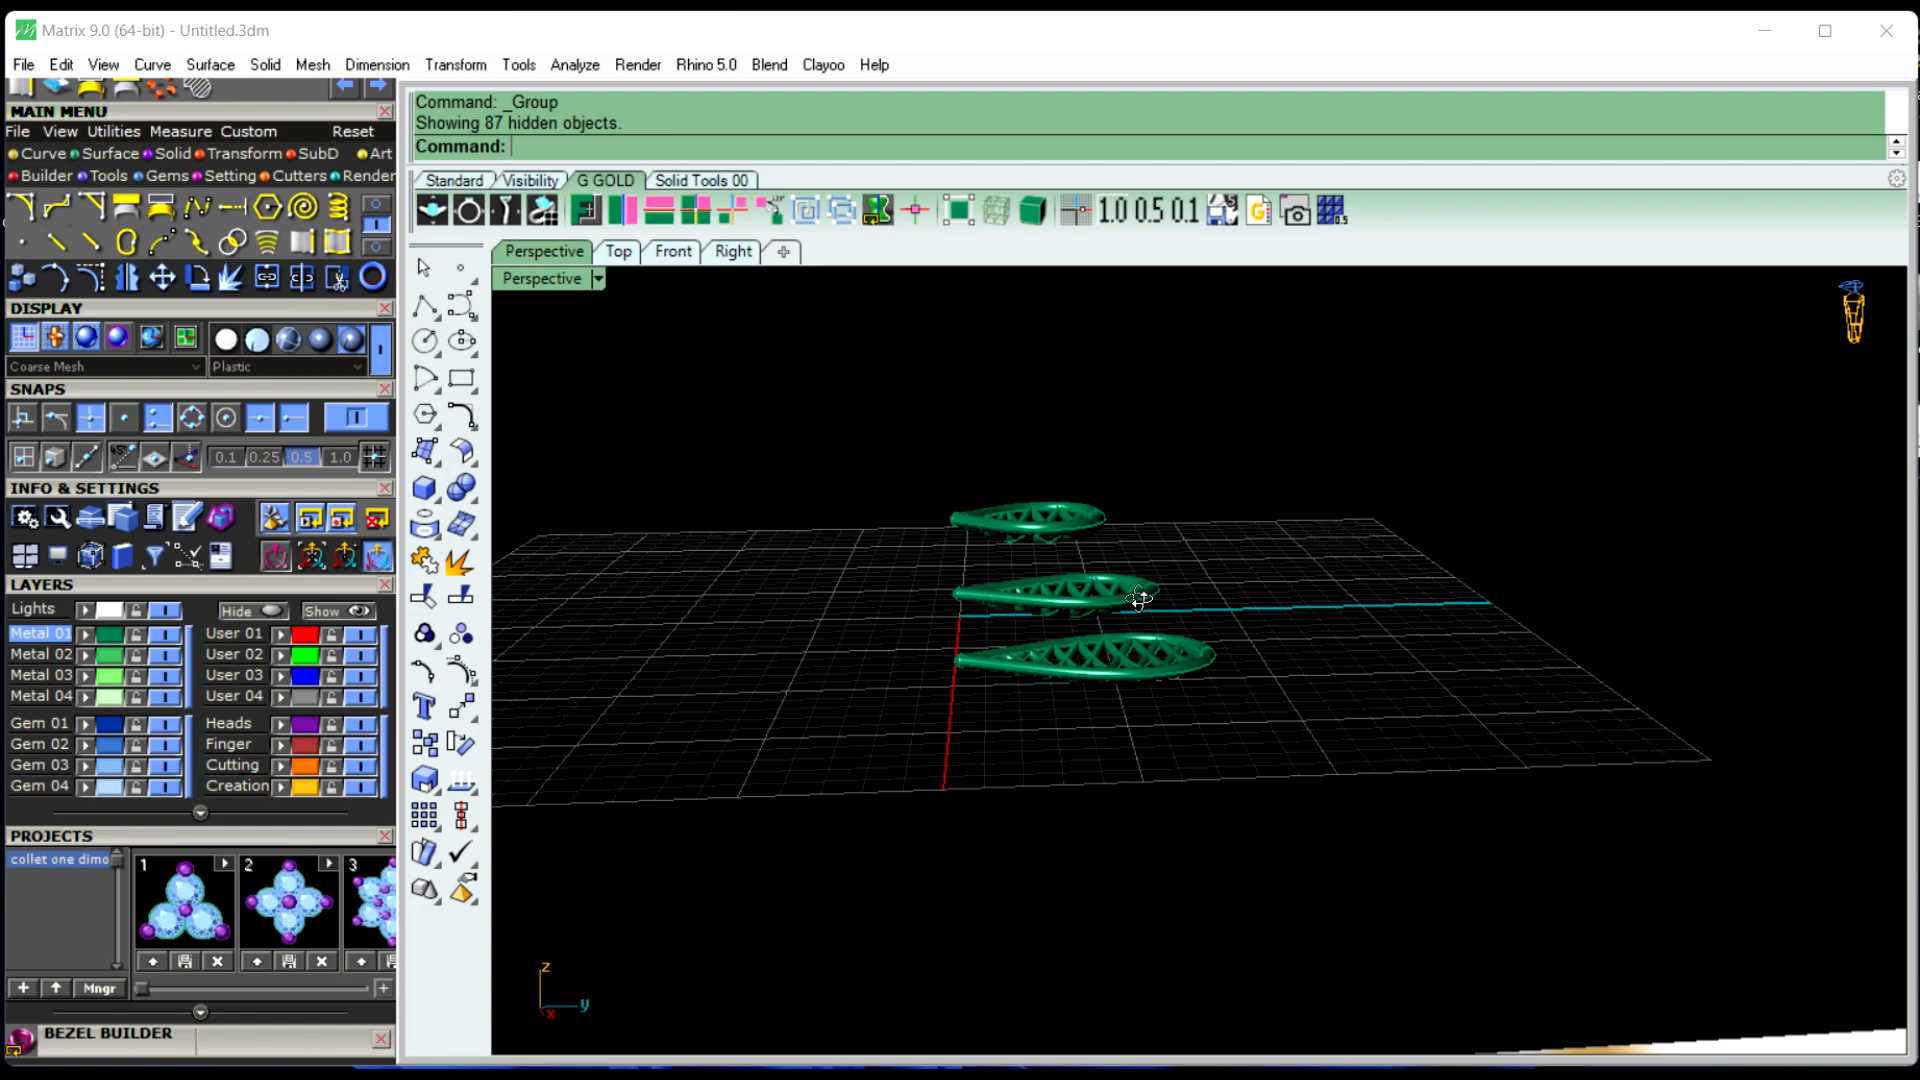 Matrix 9.0 (64-bit) - Untitled.3dm
File Edit View Curve Surface Solid Mesh Dimension Transform Tools Analyze Render Rhino 5.0 Blend Clayoo Help
MAIN MENU
File View Utilities Measure Custom Reset
Curve Surface Solid Transform SubD Art
Builder Tools Gems Setting Cutters Render
DISPLAY
Coarse Mesh Plastic
SNAPS
0.1 0.25 0.5 1.0
INFO & SETTINGS
LAYERS
Lights Hide Show
Metal 01 User 01
Metal 02 User 02
Metal 03 User 03
Metal 04 User 04
Gem 01 Heads
Gem 02 Finger
Gem 03 Cutting
Gem 04 Creation
PROJECTS
collet one dimo
1 2 3
Mngr
BEZEL BUILDER
Command: _Group
Showing 87 hidden objects.
Command:
Standard Visibility G GOLD Solid Tools 00
1.0 0.5 0.1 G 0.5
Perspective Top Front Right
Perspective
z
y
x